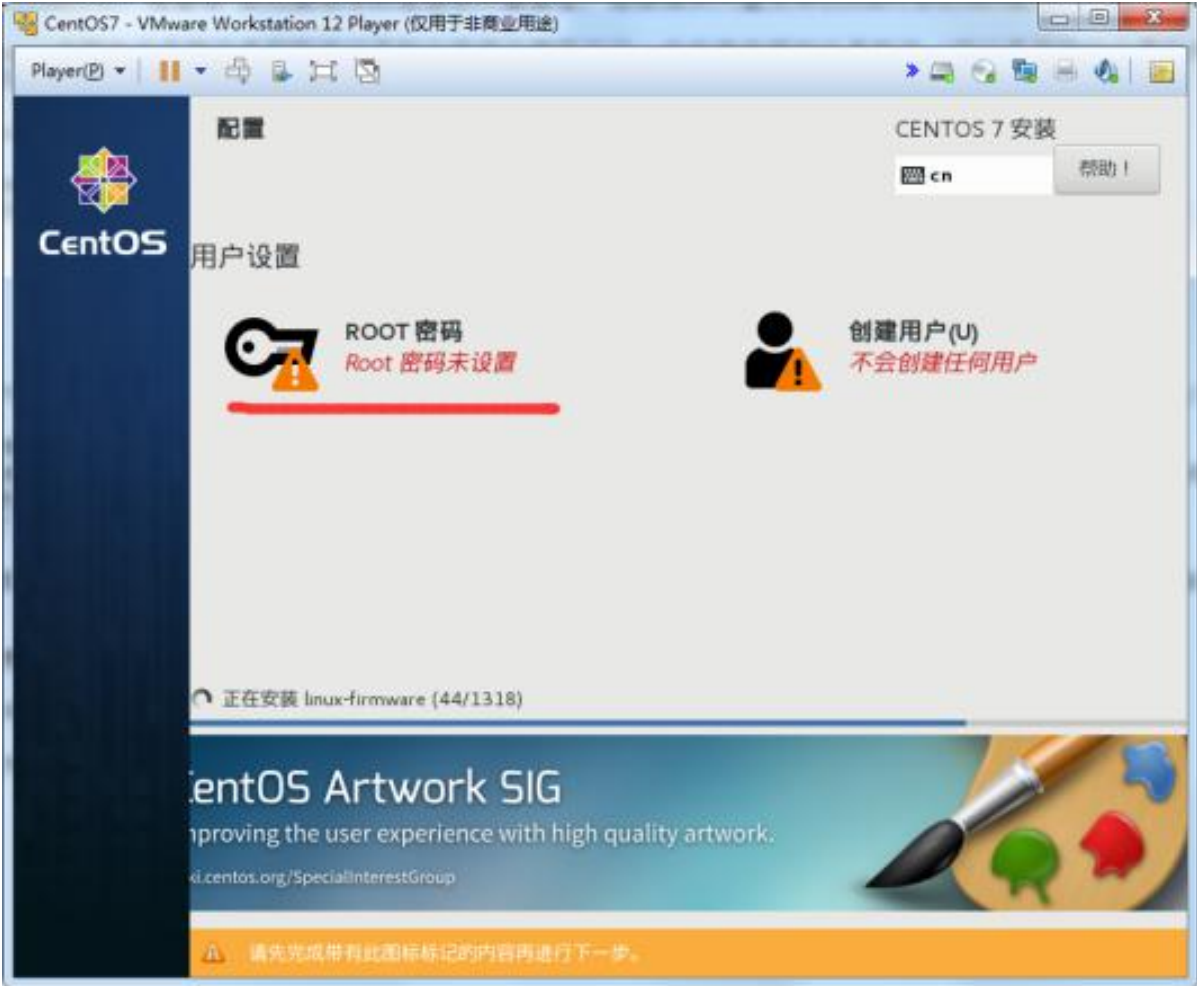 CentOS7 - VMware Workstation 12 Player (仅用于非商业用途)
Player(P)
配置
CENTOS 7 安装
cn
帮助！
CentOS
用户设置
ROOT 密码
Root 密码未设置
创建用户(U)
不会创建任何用户
正在安装 linux-firmware (44/1318)
entOS Artwork SIG
proving the user experience with high quality artwork.
ki.centos.org/SpecialInterestGroup
请先完成带有此图标标记的内容再进行下一步。